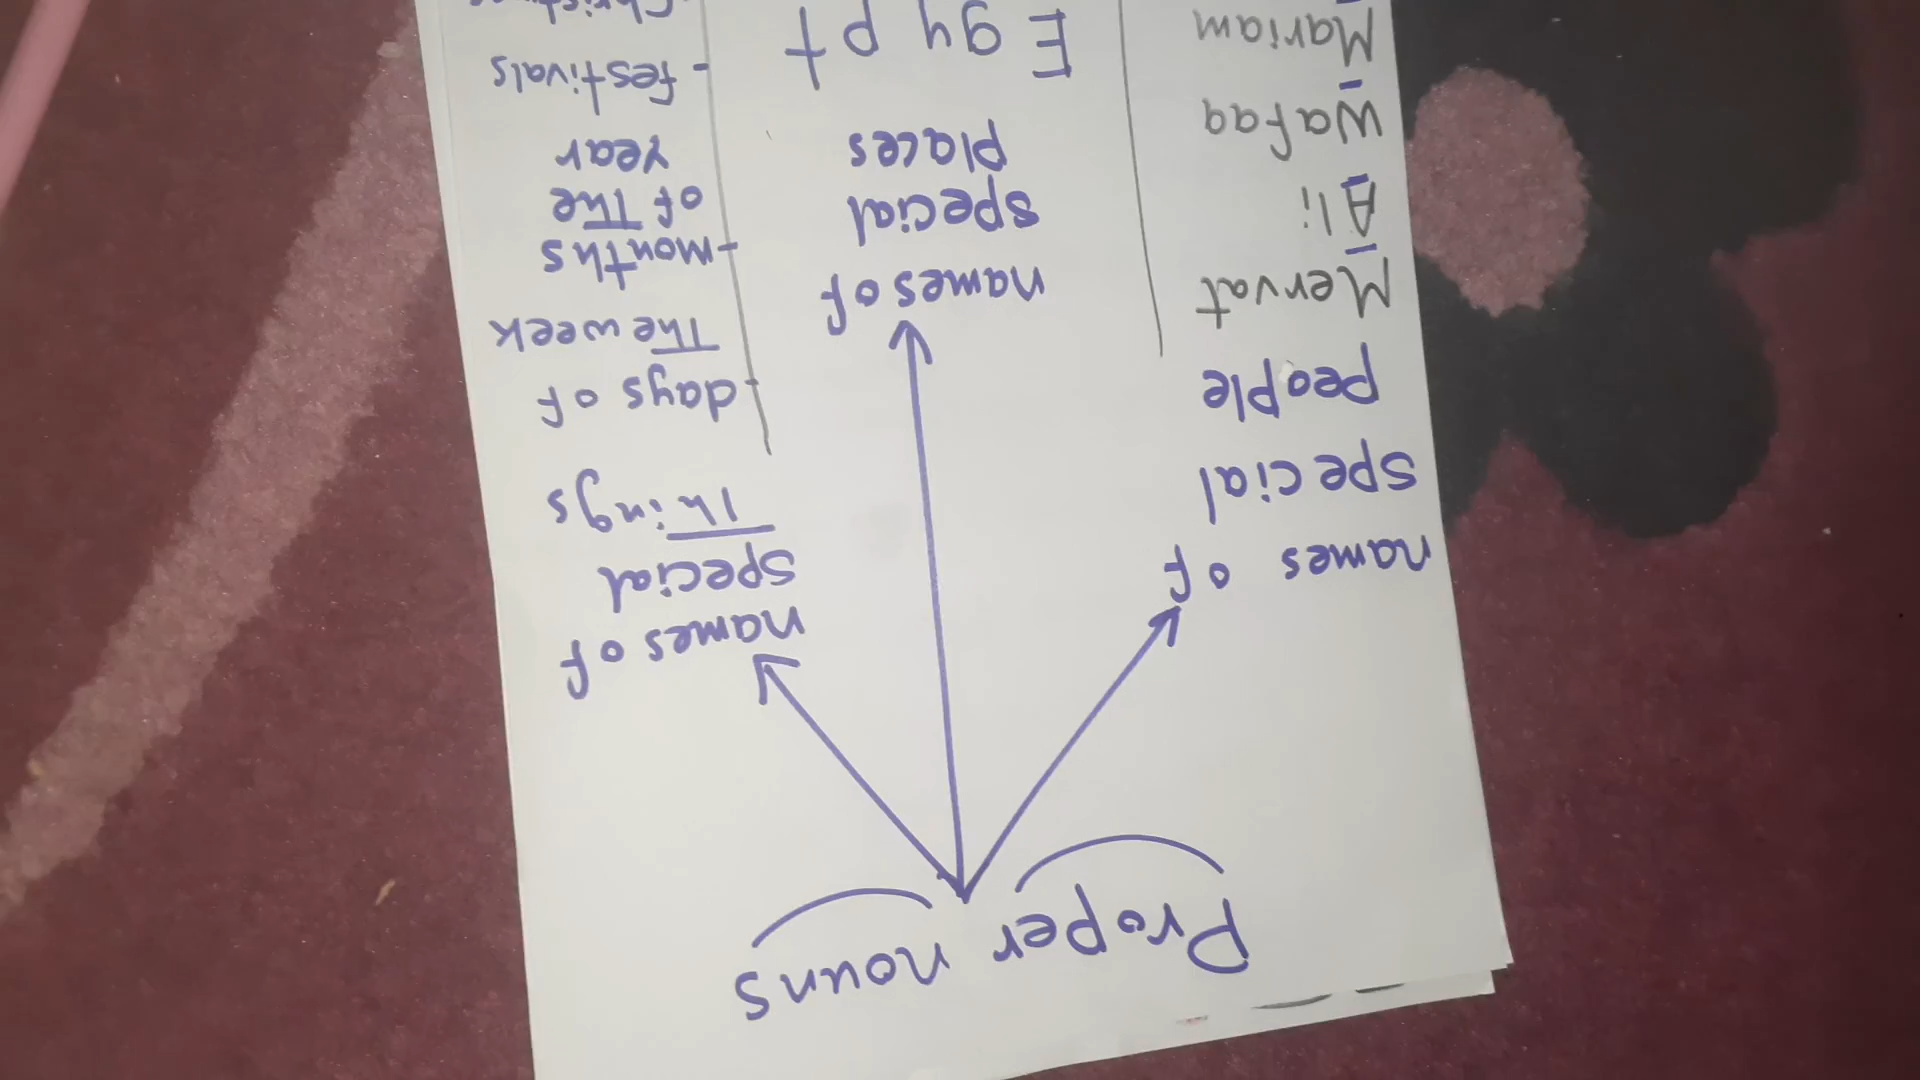 Proper nouns
names of
special
people
Mervat
Ali
Wafaa
Mariam
names of
special
places
Egypt
names of
special
Things
-days of
The week
-months
of The
year
-festivals